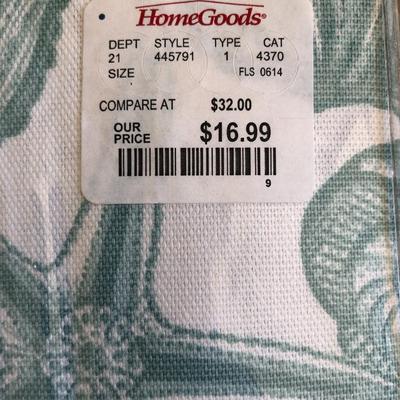 HomeGoods®
DEPT STYLE TYPE CAT
21 445791 1 4370
SIZE FLS 0614
COMPARE AT $32.00
OUR PRICE $16.99
9